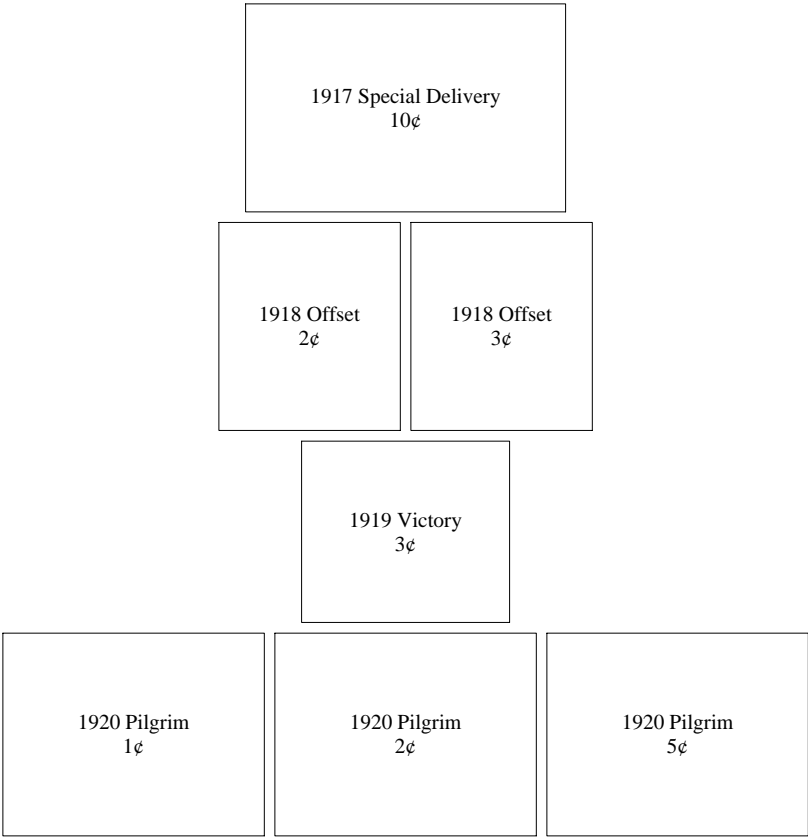 1917 Special Delivery
10¢
1918 Offset
2¢
1918 Offset
3¢
1919 Victory
3¢
1920 Pilgrim
1¢
1920 Pilgrim
2¢
1920 Pilgrim
5¢